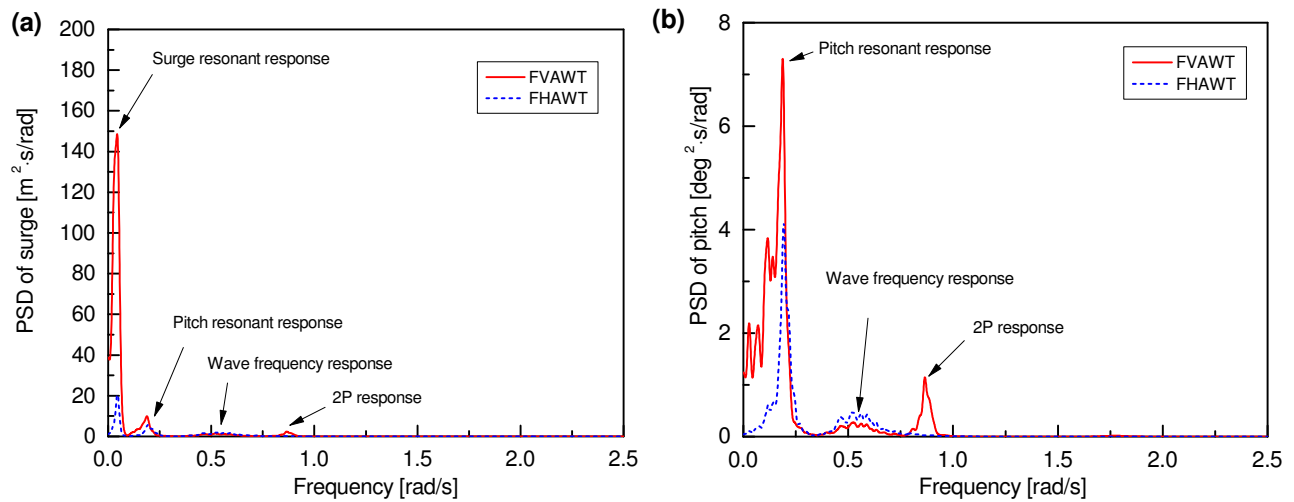 (a)
200
180
160
140
120
100
80
60
40
20
0
PSD of surge [m²·s/rad]
Surge resonant response
FVAWT
FHAWT
Pitch resonant response
Wave frequency response
2P response
0.0 0.5 1.0 1.5 2.0 2.5
Frequency [rad/s]
(b)
8
6
4
2
0
PSD of pitch [deg²·s/rad]
Pitch resonant response
FVAWT
FHAWT
Wave frequency response
2P response
0.0 0.5 1.0 1.5 2.0 2.5
Frequency [rad/s]